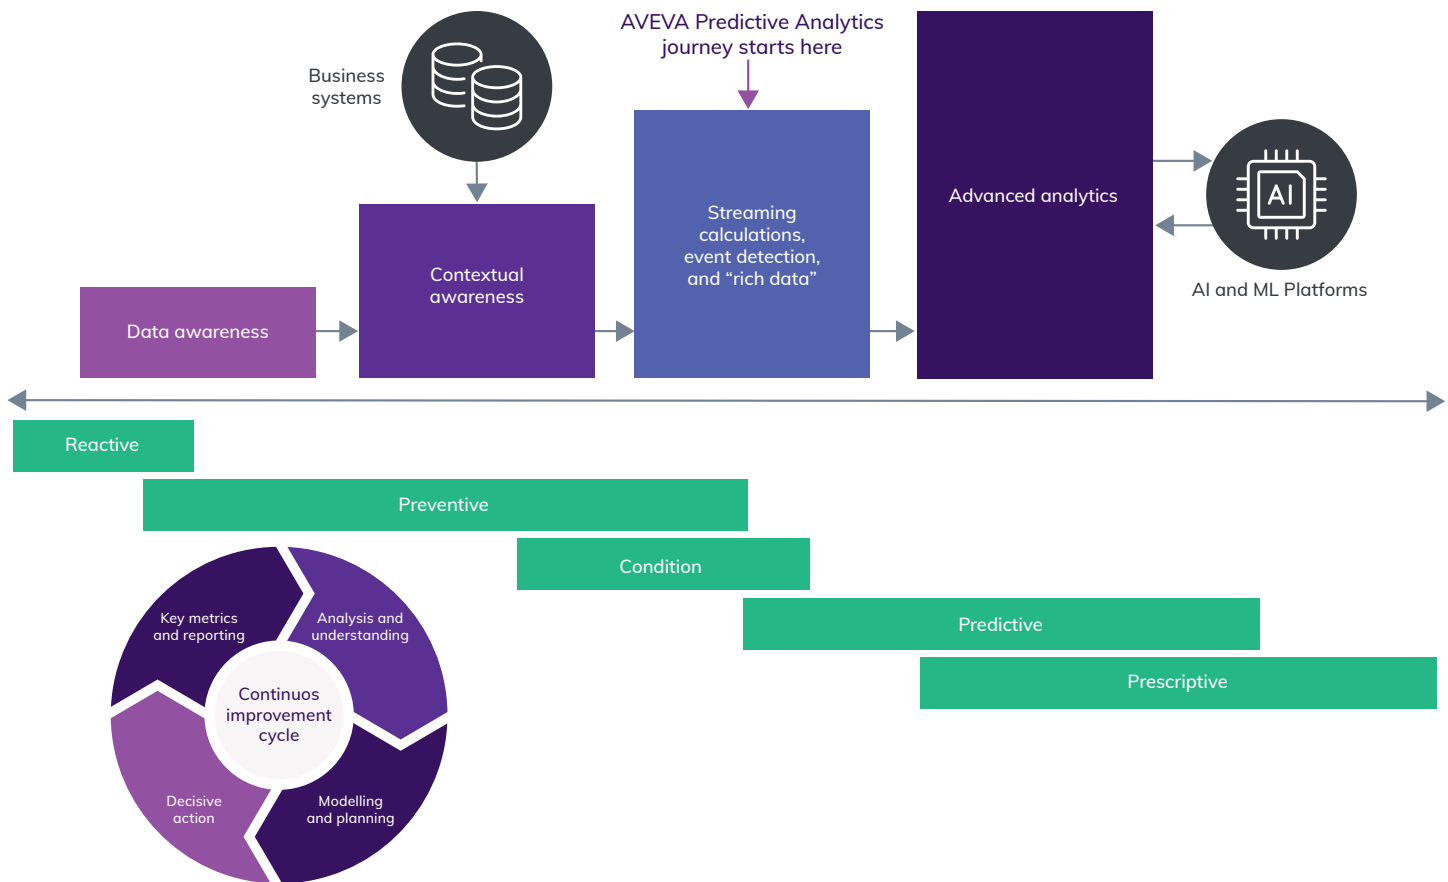 AVEVA Predictive Analytics
journey starts here
Business
systems
Data awareness
Contextual
awareness
Streaming
calculations,
event detection,
and “rich data”
Advanced analytics
AI
AI and ML Platforms
Reactive
Preventive
Condition
Predictive
Prescriptive
Key metrics
and reporting
Analysis and
understanding
Continuos
improvement
cycle
Decisive
action
Modelling
and planning